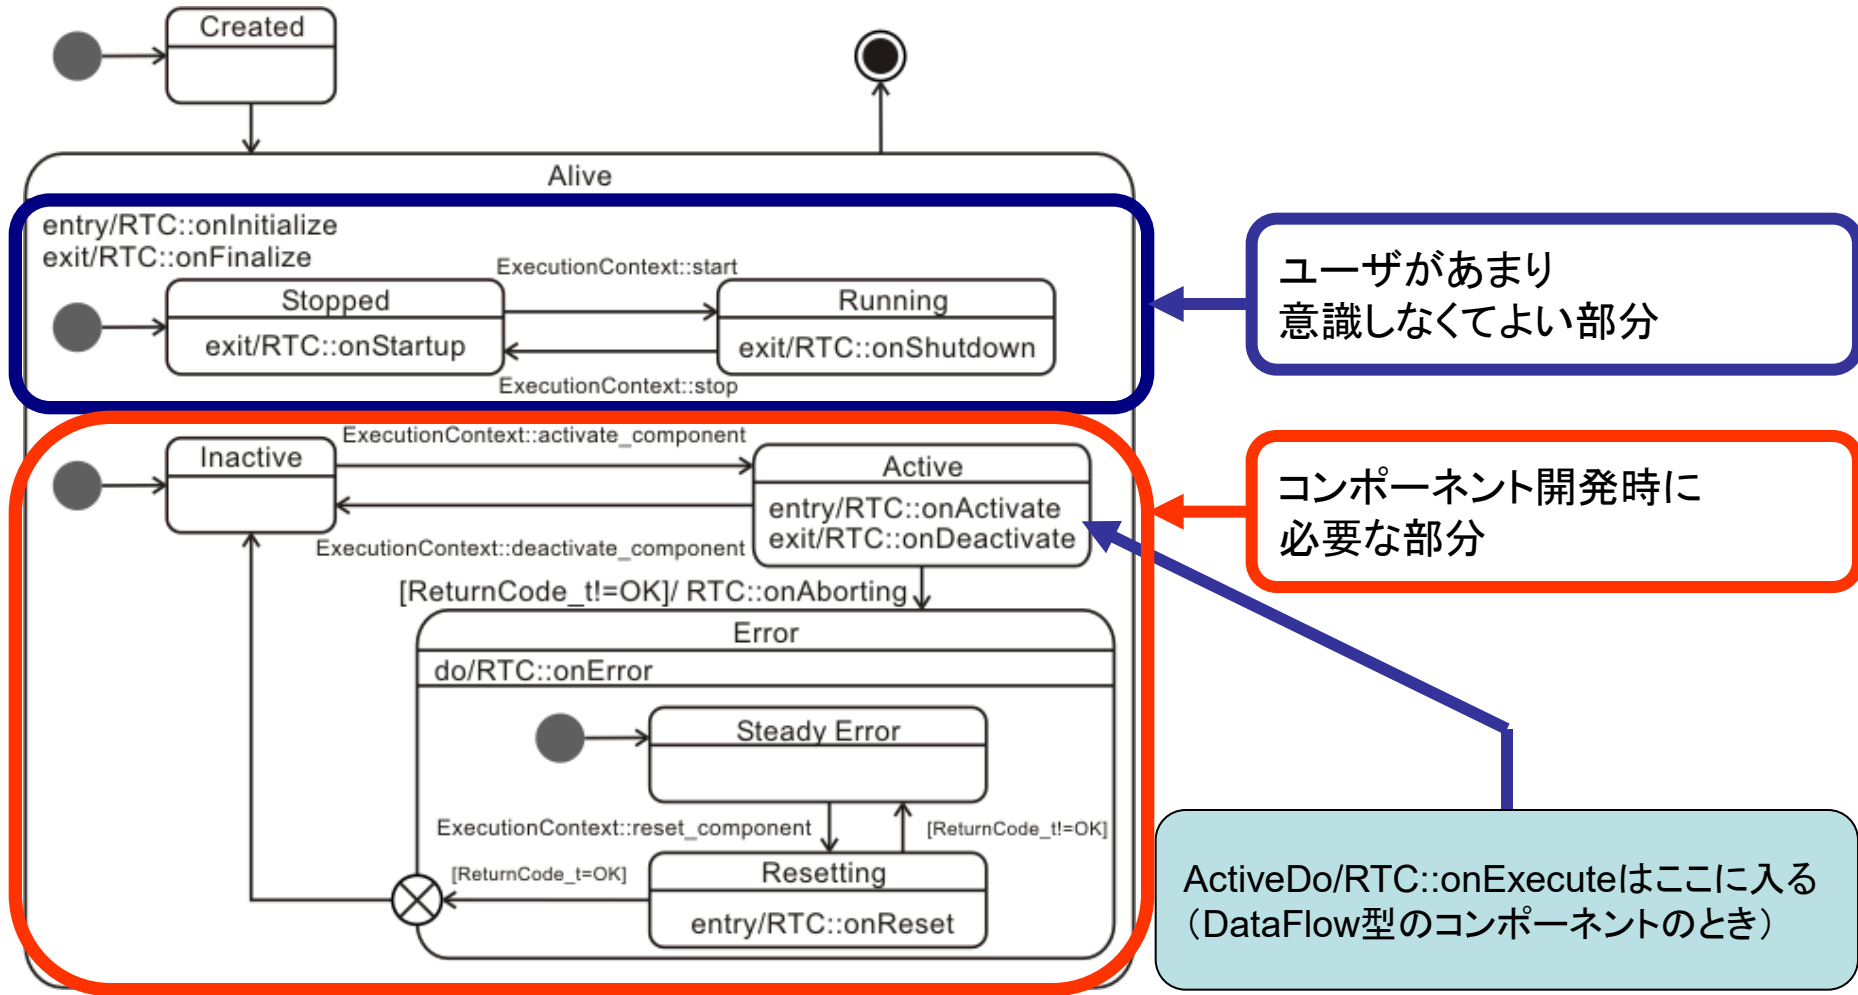 Created
Alive
entry/RTC::onInitialize
exit/RTC::onFinalize
ExecutionContext::start
Stopped
exit/RTC::onStartup
Running
exit/RTC::onShutdown
ExecutionContext::stop
ユーザがあまり
意識しなくてよい部分
ExecutionContext::activate_component
Inactive
Active
entry/RTC::onActivate
exit/RTC::onDeactivate
ExecutionContext::deactivate_component
コンポーネント開発時に
必要な部分
[ReturnCode_t!=OK]/ RTC::onAborting
Error
do/RTC::onError
Steady Error
ExecutionContext::reset_component
[ReturnCode_t!=OK]
[ReturnCode_t=OK]
Resetting
entry/RTC::onReset
ActiveDo/RTC::onExecuteはここに入る
（DataFlow型のコンポーネントのとき）